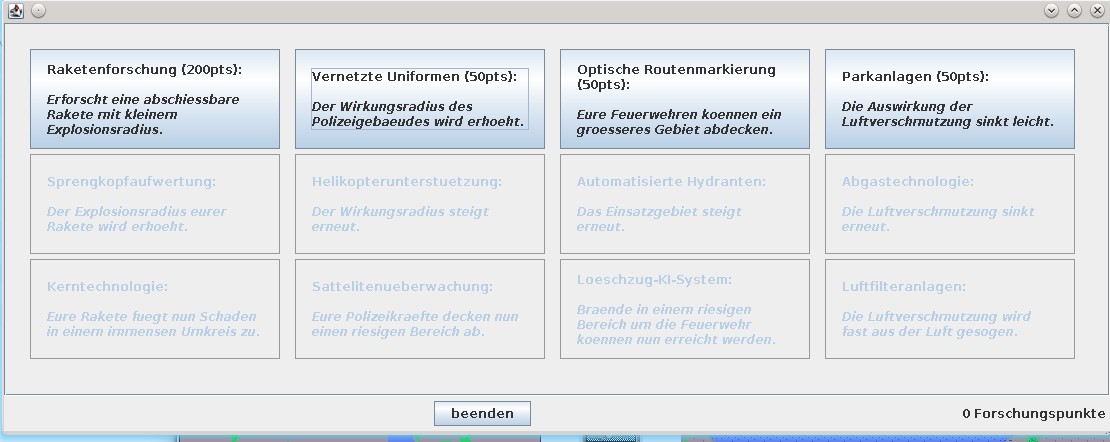 Raketenforschung (200pts):
Erforscht eine abschiessbare
Rakete mit kleinem
Explosionsradius.
Vernetzte Uniformen (50pts):
Der Wirkungsradius des
Polizeigebaeudes wird erhoeht.
Optische Routenmarkierung
(50pts):
Eure Feuerwehren koennen ein
groesseres Gebiet abdecken.
Parkanlagen (50pts):
Die Auswirkung der
Luftverschmutzung sinkt leicht.
Sprengkopfaufwertung:
Der Explosionsradius eurer
Rakete wird erhoeht.
Helikopterunterstuetzung:
Der Wirkungsradius steigt
erneut.
Automatisierte Hydranten:
Das Einsatzgebiet steigt
erneut.
Abgastechnologie:
Die Luftverschmutzung sinkt
erneut.
Kerntechnologie:
Eure Rakete fuegt nun Schaden
in einem immensen Umkreis zu.
Sattelitenueberwachung:
Eure Polizeikraefte decken nun
einen riesigen Bereich ab.
Loeschzug-KI-System:
Braende in einem riesigen
Bereich um die Feuerwehr
koennen nun erreicht werden.
Luftfilteranlagen:
Die Luftverschmutzung wird
fast aus der Luft gesogen.
beenden
0 Forschungspunkte